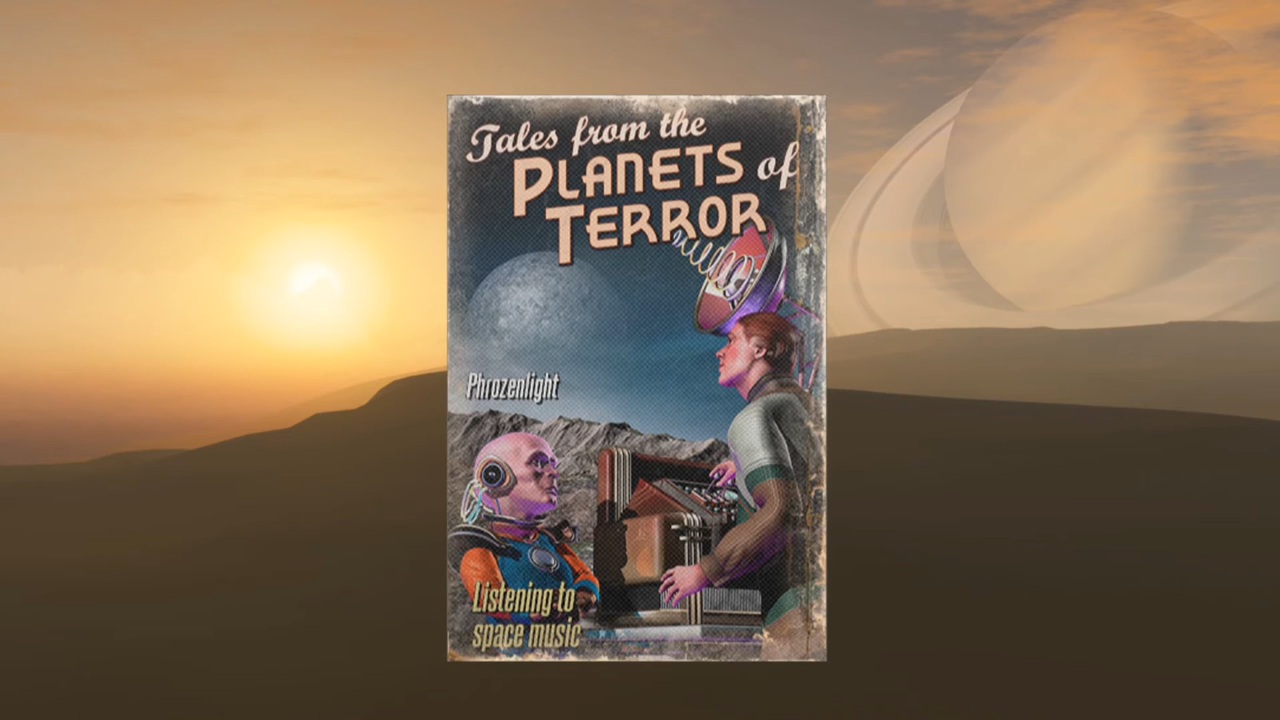 Tales from the
PLANETS of
TERROR
Phrozenlight
Listening to
space music